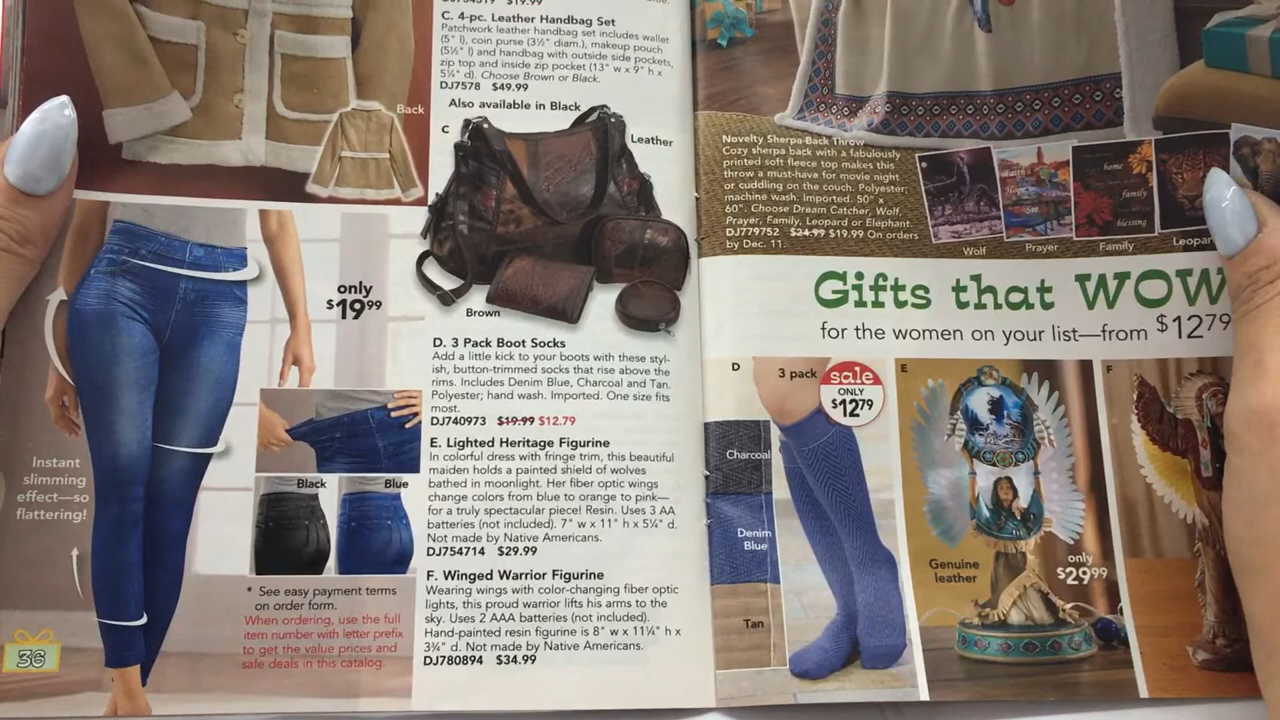 DJ754519 $19.99
C. 4-pc. Leather Handbag Set
Patchwork leather handbag set includes wallet
(5" l), coin purse (3½" diam.), makeup pouch
(5½" l) and handbag with outside side pockets,
zip top and inside zip pocket (13" w x 9" h x
5¼" d). Choose Brown or Black.
DJ7578 $49.99
Also available in Black
C
Leather
Brown
Back
only
$19⁹⁹
Instant
slimming
effect—so
flattering!
Black
Blue
* See easy payment terms
on order form.
When ordering, use the full
item number with letter prefix
to get the value prices and
sale deals in this catalog.
36
D. 3 Pack Boot Socks
Add a little kick to your boots with these styl-
ish, button-trimmed socks that rise above the
rims. Includes Denim Blue, Charcoal and Tan.
Polyester; hand wash. Imported. One size fits
most.
DJ740973 $19.99 $12.79
E. Lighted Heritage Figurine
In colorful dress with fringe trim, this beautiful
maiden holds a painted shield of wolves
bathed in moonlight. Her fiber optic wings
change colors from blue to orange to pink—
for a truly spectacular piece! Resin. Uses 3 AA
batteries (not included). 7" w x 11" h x 5¼" d.
Not made by Native Americans.
DJ754714 $29.99
F. Winged Warrior Figurine
Wearing wings with color-changing fiber optic
lights, this proud warrior lifts his arms to the
sky. Uses 2 AAA batteries (not included).
Hand-painted resin figurine is 8" w x 11¼" h x
3¾" d. Not made by Native Americans.
DJ780894 $34.99
Novelty Sherpa-Back Throw
Cozy sherpa back with a fabulously
printed soft fleece top makes this
throw a must-have for movie night
or cuddling on the couch. Polyester;
machine wash. Imported. 50" x
60". Choose Dream Catcher, Wolf,
Prayer, Family, Leopard or Elephant.
DJ779752 $24.99 $19.99 On orders
by Dec. 11.
Faith
home
family
blessing
Wolf
Prayer
Family
Leopar
Gifts that WOW
for the women on your list—from $12⁷⁹
D
3 pack
sale
ONLY
$12⁷⁹
Charcoal
Denim
Blue
Tan
E
Genuine
leather
only
$29⁹⁹
F